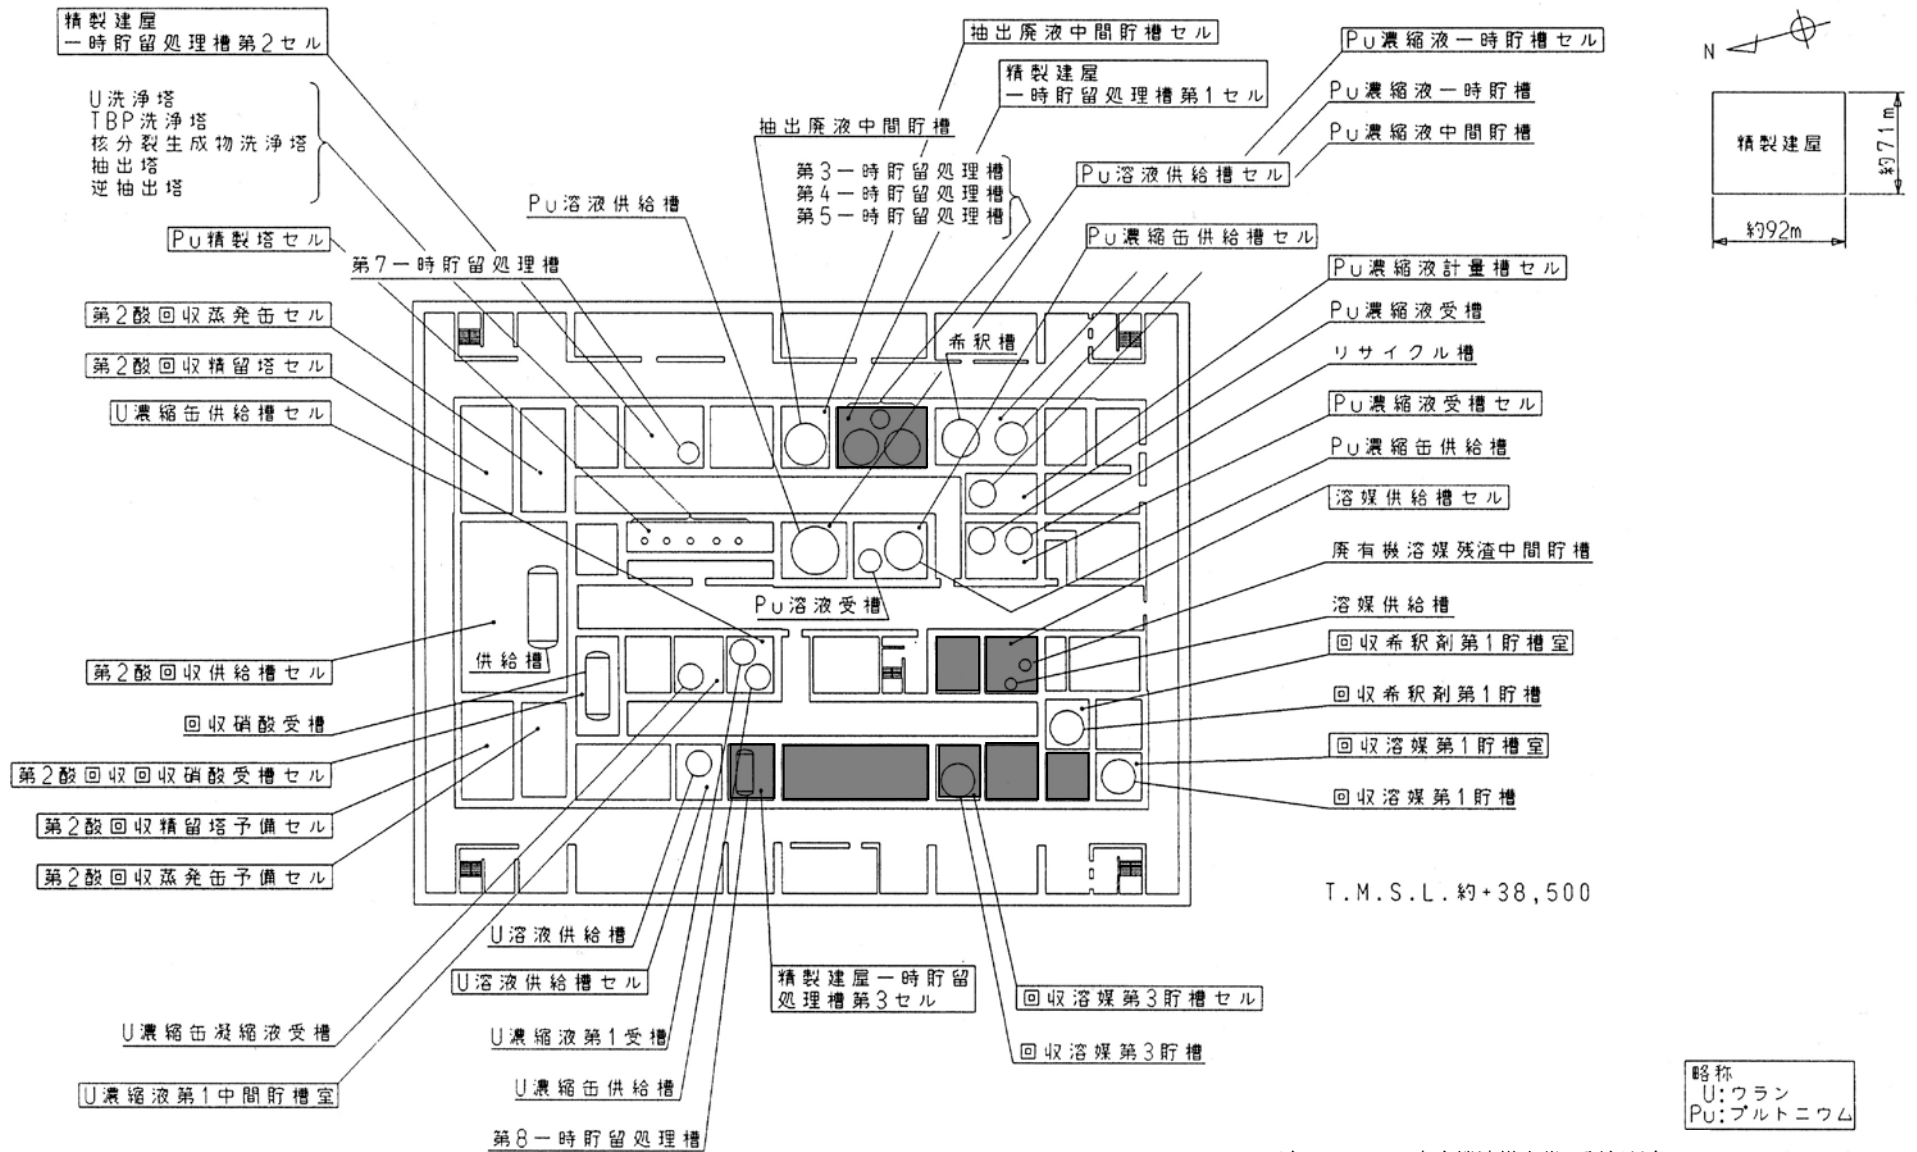 精製建屋
一時貯留処理槽第2セル
U洗浄塔
TBP洗浄塔
核分裂生成物洗浄塔
抽出塔
逆抽出塔
Pu精製塔セル
第7一時貯留処理槽
Pu溶液供給槽
抽出廃液中間貯槽
抽出廃液中間貯槽セル
精製建屋
一時貯留処理槽第1セル
第3一時貯留処理槽
第4一時貯留処理槽
第5一時貯留処理槽
Pu濃縮液一時貯槽セル
Pu濃縮液一時貯槽
Pu濃縮液中間貯槽
Pu溶液供給槽セル
Pu濃縮缶供給槽セル
N
精製建屋
約71m
約92m
第2酸回収蒸発缶セル
第2酸回収精留塔セル
U濃縮缶供給槽セル
希釈槽
Pu濃縮液計量槽セル
Pu濃縮液受槽
リサイクル槽
Pu濃縮液受槽セル
Pu濃縮缶供給槽
溶媒供給槽セル
廃有機溶媒残渣中間貯槽
溶媒供給槽
回収希釈剤第1貯槽室
回収希釈剤第1貯槽
回収溶媒第1貯槽室
回収溶媒第1貯槽
Pu溶液受槽
供給槽
第2酸回収供給槽セル
回収硝酸受槽
第2酸回収回収硝酸受槽セル
第2酸回収精留塔予備セル
第2酸回収蒸発缶予備セル
T.M.S.L.約+38,500
U溶液供給槽
U溶液供給槽セル
精製建屋一時貯留
処理槽第3セル
回収溶媒第3貯槽セル
回収溶媒第3貯槽
U濃縮缶凝縮液受槽
U濃縮液第1受槽
U濃縮缶供給槽
U濃縮液第1中間貯槽室
第8一時貯留処理槽
略称
U:ウラン
Pu:プルトニウム